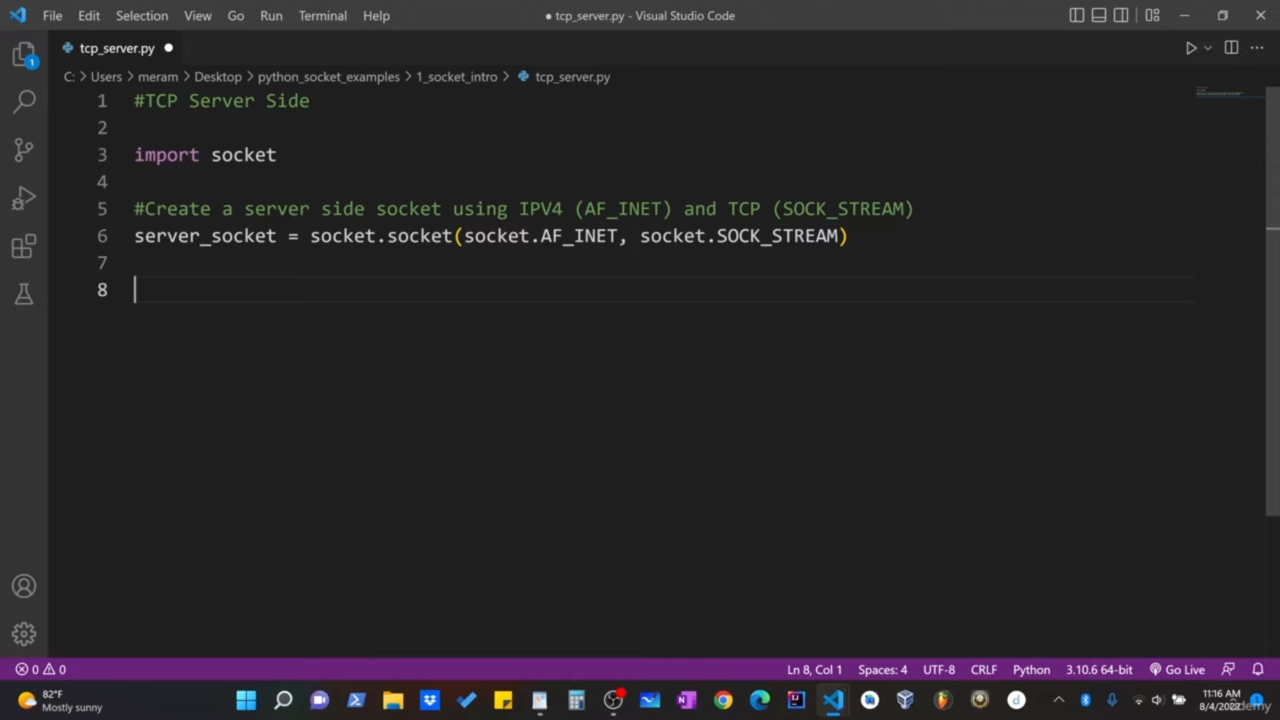 File Edit Selection View Go Run Terminal Help
● tcp_server.py - Visual Studio Code
tcp_server.py ●
C: > Users > meram > Desktop > python_socket_examples > 1_socket_intro > tcp_server.py
1 #TCP Server Side
2
3 import socket
4
5 #Create a server side socket using IPV4 (AF_INET) and TCP (SOCK_STREAM)
6 server_socket = socket.socket(socket.AF_INET, socket.SOCK_STREAM)
7
8
1
0 0 Ln 8, Col 1 Spaces: 4 UTF-8 CRLF Python 3.10.6 64-bit Go Live
82°F
Mostly sunny
11:16 AM
8/4/2022